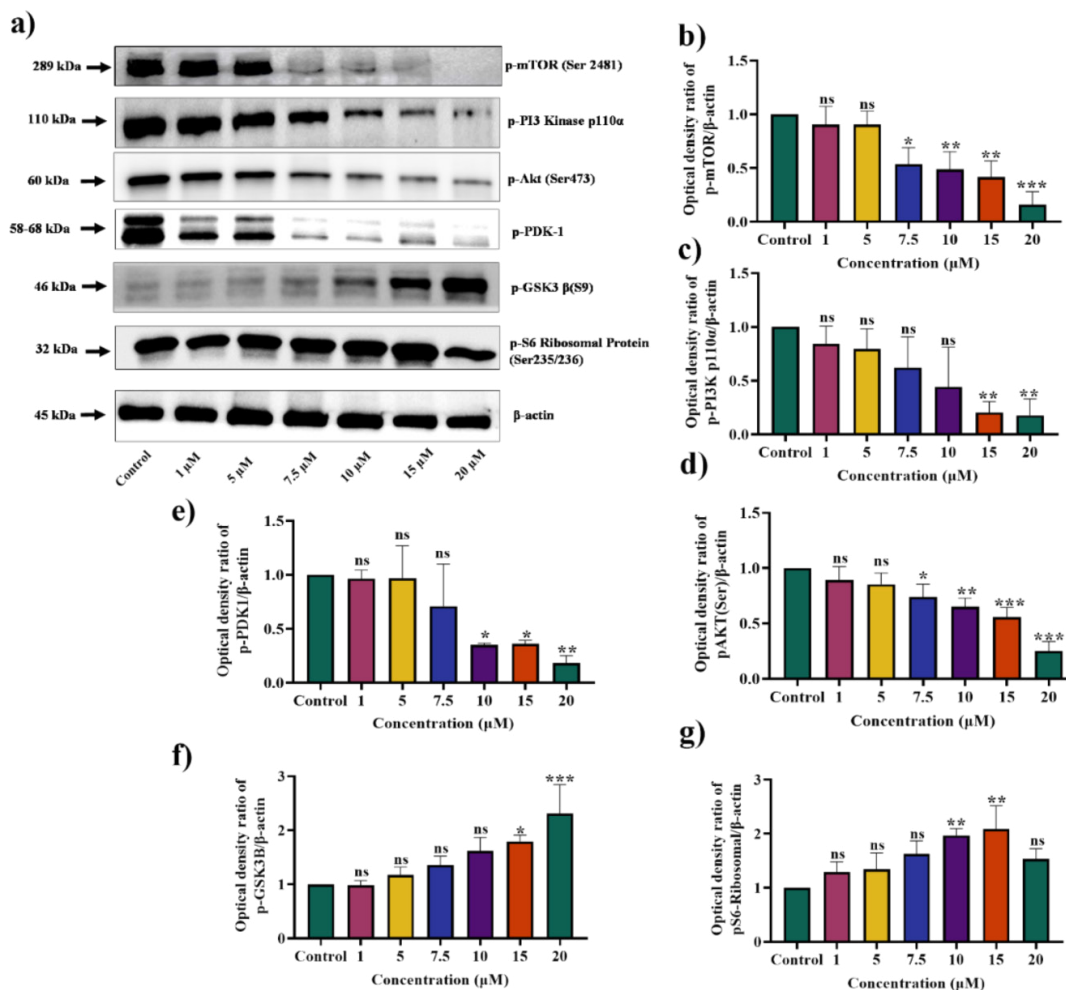 a)
289 kDa
p-mTOR (Ser 2481)
110 kDa
p-PI3 Kinase p110α
60 kDa
p-Akt (Ser473)
58-68 kDa
p-PDK-1
46 kDa
p-GSK3 β(S9)
32 kDa
p-S6 Ribosomal Protein
(Ser235/236)
45 kDa
β-actin
Control 1 µM 5 µM 7.5 µM 10 µM 15 µM 20 µM
b)
Optical density ratio of
p-mTOR/β-actin
1.5
1.0
0.5
0.0
ns ns * ** ** ***
Control 1 5 7.5 10 15 20
Concentration (µM)
c)
Optical density ratio of
p-PI3K p110α/β-actin
1.5
1.0
0.5
0.0
ns ns ns ns ** **
Control 1 5 7.5 10 15 20
Concentration (µM)
d)
Optical density ratio of
pAKT(Ser)/β-actin
1.5
1.0
0.5
0.0
ns ns * ** *** ***
Control 1 5 7.5 10 15 20
Concentration (µM)
e)
Optical density ratio of
p-PDK1/β-actin
1.5
1.0
0.5
0.0
ns ns ns * * **
Control 1 5 7.5 10 15 20
Concentration (µM)
f)
Optical density ratio of
p-GSK3B/β-actin
3
2
1
0
ns ns ns ns * ***
Control 1 5 7.5 10 15 20
Concentration (µM)
g)
Optical density ratio of
pS6-Ribosomal/β-actin
3
2
1
0
ns ns ns ** ** ns
Control 1 5 7.5 10 15 20
Concentration (µM)